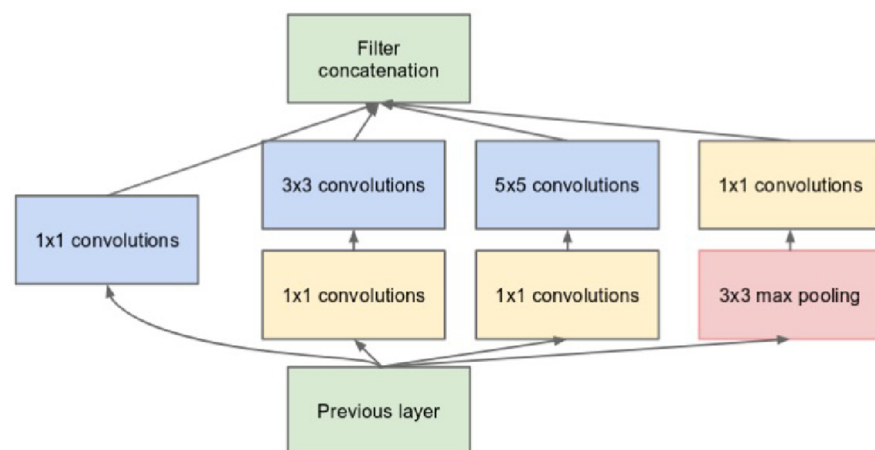 Filter
concatenation
3x3 convolutions
5x5 convolutions
1x1 convolutions
1x1 convolutions
1x1 convolutions
1x1 convolutions
3x3 max pooling
Previous layer